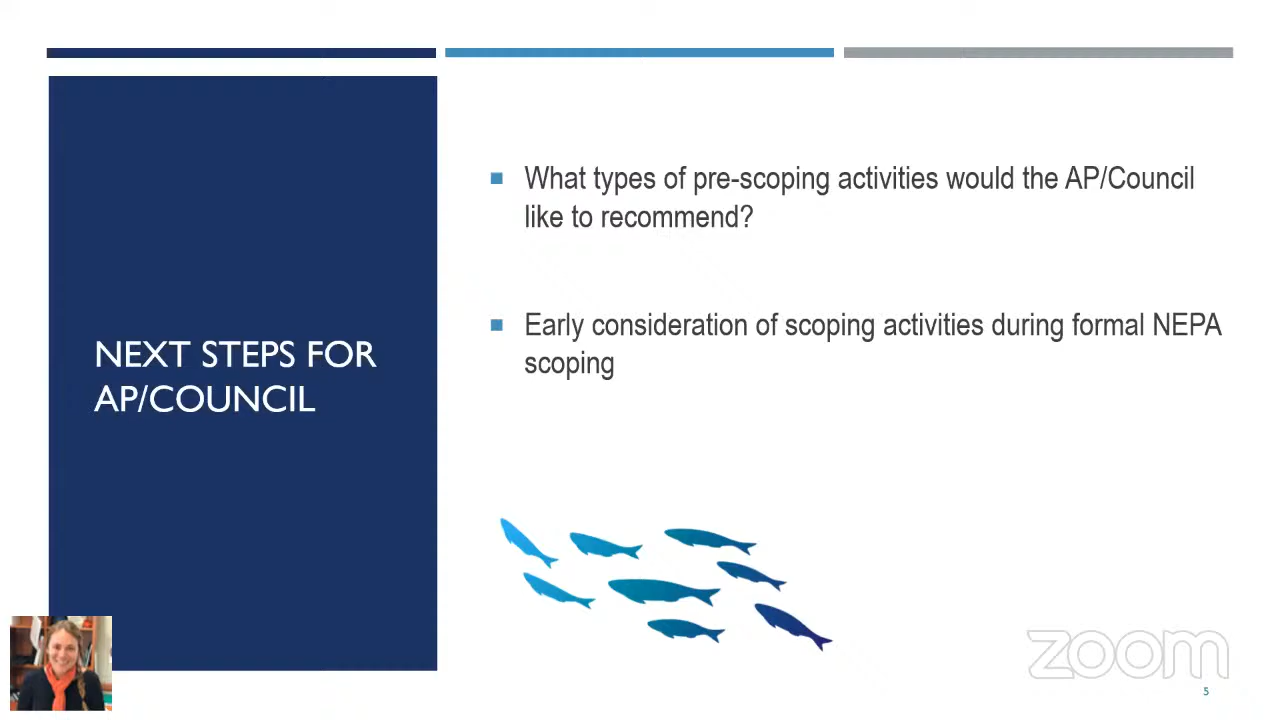 NEXT STEPS FOR
AP/COUNCIL
What types of pre-scoping activities would the AP/Council
like to recommend?
Early consideration of scoping activities during formal NEPA
scoping
zoom
5